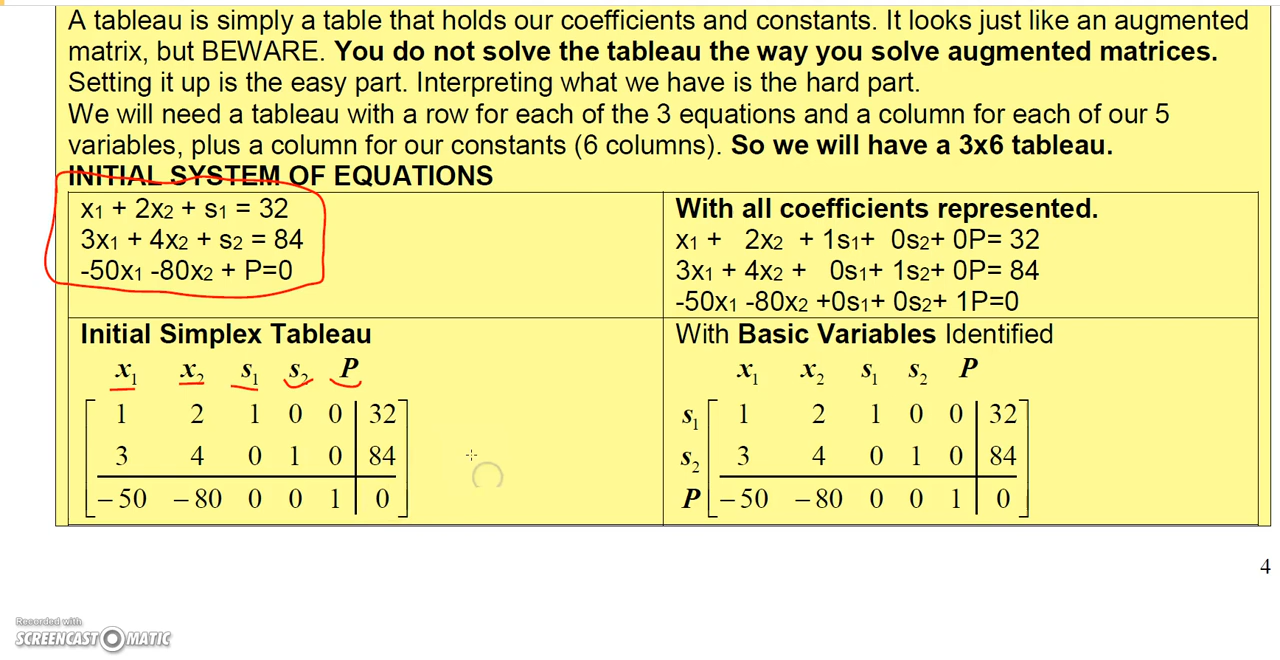 A tableau is simply a table that holds our coefficients and constants. It looks just like an augmented
matrix, but BEWARE. You do not solve the tableau the way you solve augmented matrices.
Setting it up is the easy part. Interpreting what we have is the hard part.
We will need a tableau with a row for each of the 3 equations and a column for each of our 5
variables, plus a column for our constants (6 columns). So we will have a 3x6 tableau.
INITIAL SYSTEM OF EQUATIONS
x1 + 2x2 + s1 = 32
3x1 + 4x2 + s2 = 84
-50x1 -80x2 + P=0
With all coefficients represented.
x1 + 2x2 + 1s1+ 0s2+ 0P= 32
3x1 + 4x2 + 0s1+ 1s2+ 0P= 84
-50x1 -80x2 +0s1+ 0s2+ 1P=0
Initial Simplex Tableau
x1 x2 s1 s2 P
1 2 1 0 0 32
3 4 0 1 0 84
-50 -80 0 0 1 0
With Basic Variables Identified
x1 x2 s1 s2 P
s1 1 2 1 0 0 32
s2 3 4 0 1 0 84
P -50 -80 0 0 1 0
4
Recorded with
SCREENCAST-O-MATIC